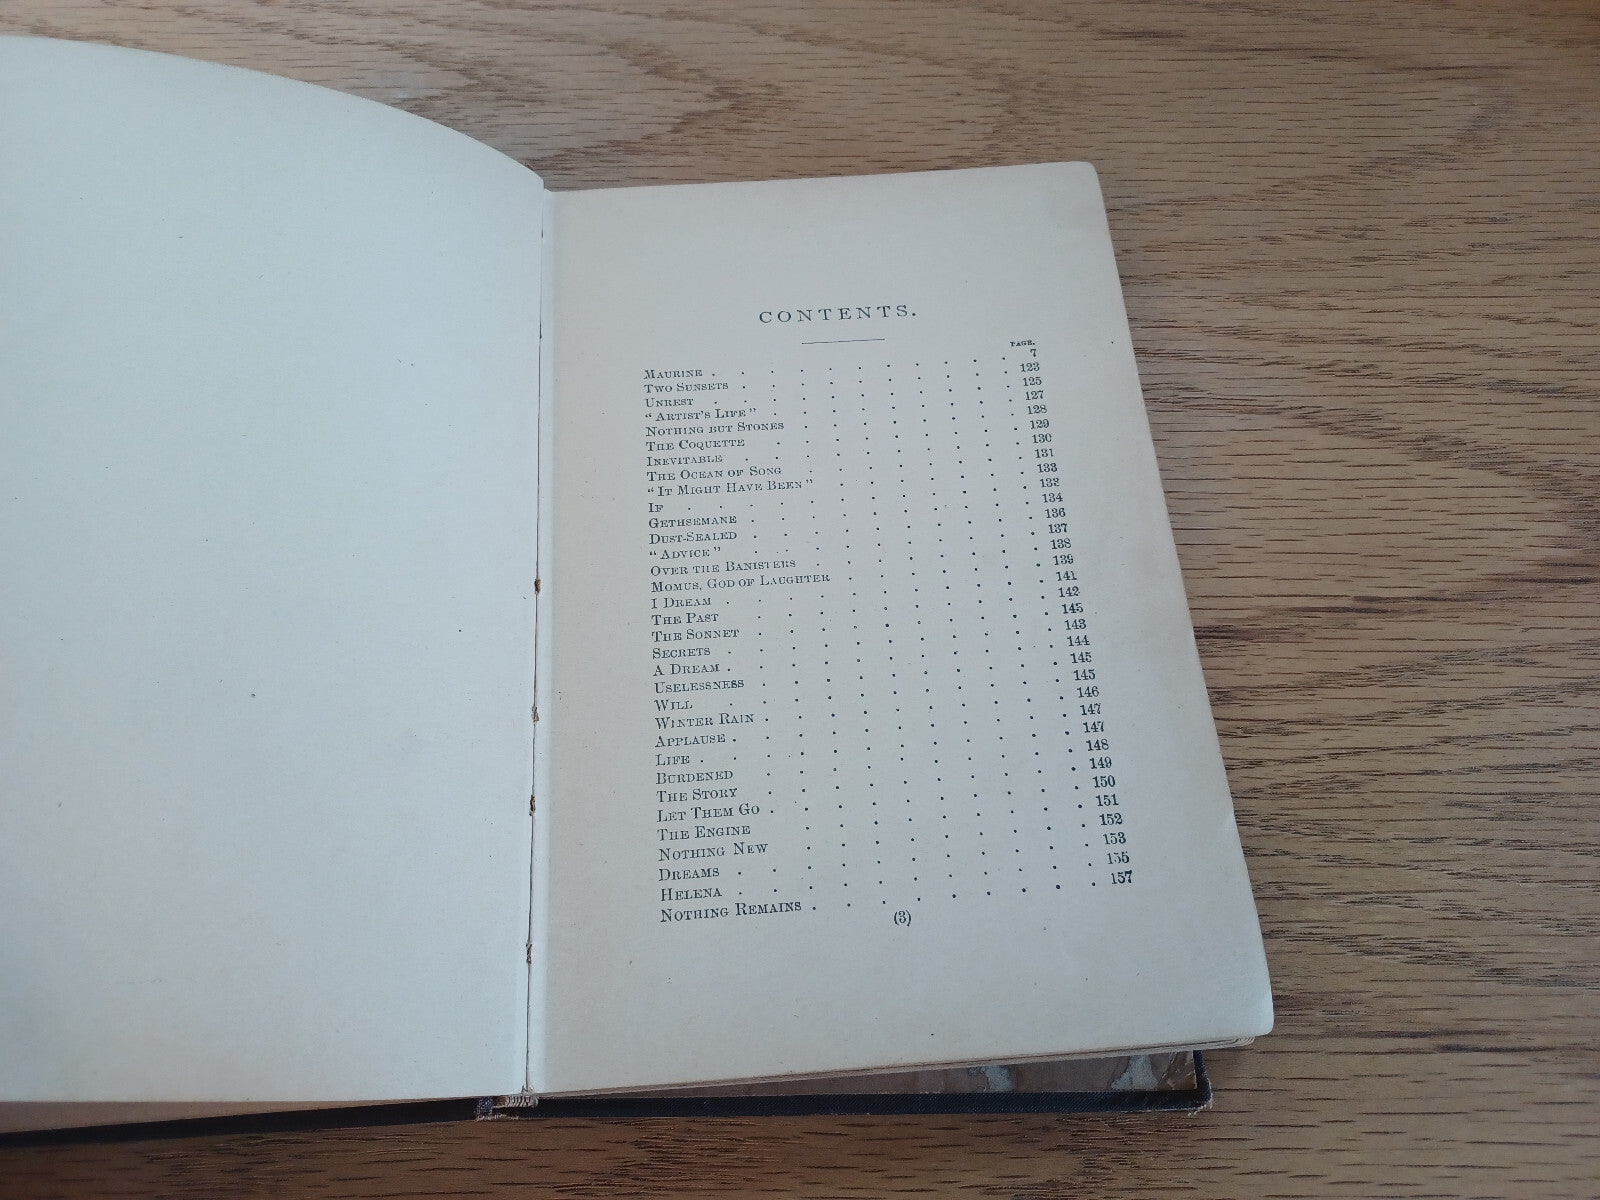 CONTENTS.
PAGE.
MAURINE . . . . . . . . . . 7
TWO SUNSETS . . . . . . . . . . 123
UNREST . . . . . . . . . . . 125
"ARTIST'S LIFE" . . . . . . . . . 127
NOTHING BUT STONES . . . . . . . . 128
THE COQUETTE . . . . . . . . . 129
INEVITABLE . . . . . . . . . . 130
THE OCEAN OF SONG . . . . . . . . 131
"IT MIGHT HAVE BEEN" . . . . . . . 133
IF . . . . . . . . . . . . 132
GETHSEMANE . . . . . . . . . . 134
DUST-SEALED . . . . . . . . . . 136
"ADVICE" . . . . . . . . . . 137
OVER THE BANISTERS . . . . . . . . 138
MOMUS, GOD OF LAUGHTER . . . . . . . 139
I DREAM . . . . . . . . . . . 141
THE PAST . . . . . . . . . . 142
THE SONNET . . . . . . . . . . 145
SECRETS . . . . . . . . . . . 143
A DREAM . . . . . . . . . . . 144
USELESSNESS . . . . . . . . . . 145
WILL . . . . . . . . . . . 145
WINTER RAIN . . . . . . . . . . 146
APPLAUSE . . . . . . . . . . . 147
LIFE . . . . . . . . . . . . 147
BURDENED . . . . . . . . . . 148
THE STORY . . . . . . . . . . 149
LET THEM GO . . . . . . . . . . 150
THE ENGINE . . . . . . . . . 151
NOTHING NEW . . . . . . . . . 152
DREAMS . . . . . . . . . . . 153
HELENA . . . . . . . . . . . 155
NOTHING REMAINS . . . . . . . . . 157
(3)